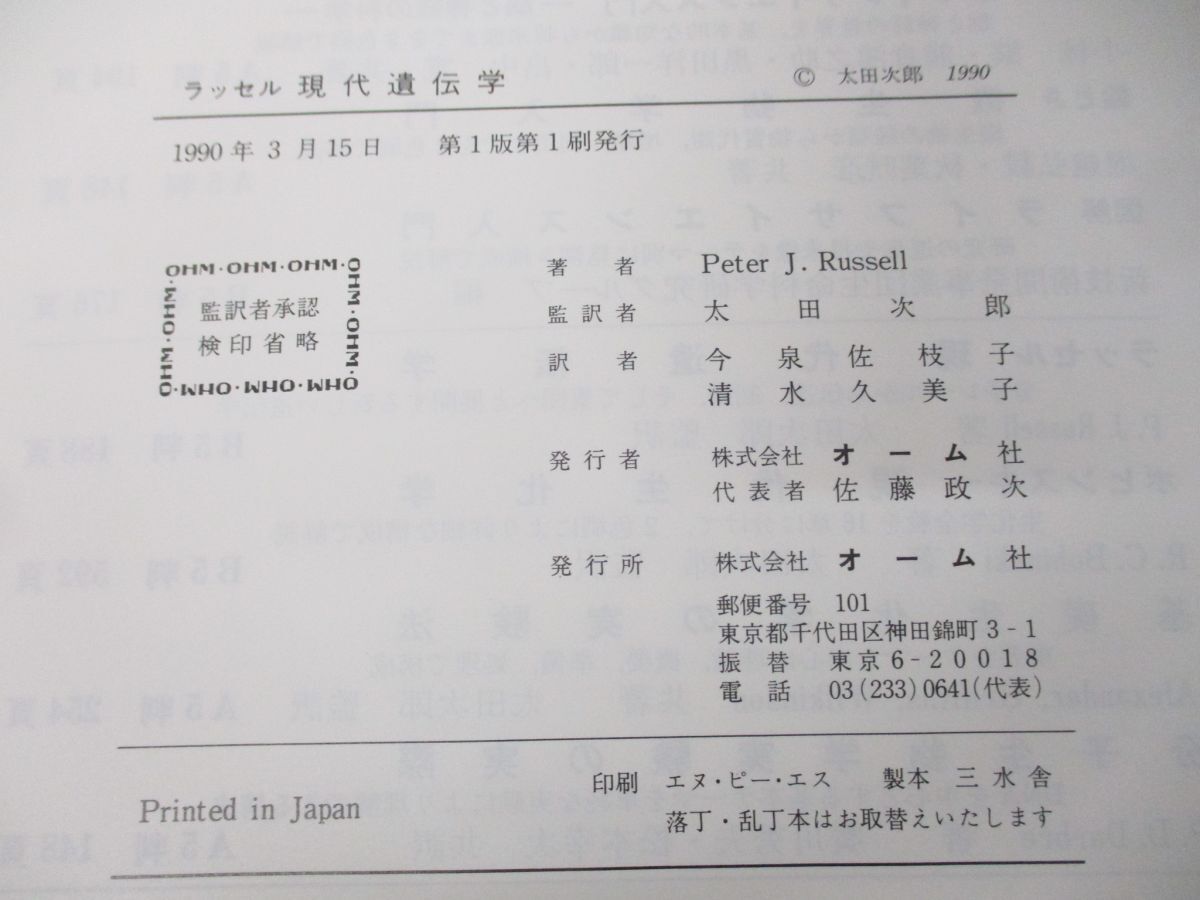 ラッセル 現代遺伝学
© 太田次郎 1990
1990年3月15日 第1版第1刷発行
OHM・OHM・OHM・OHM・OHM・OHM・OHM・OHM・OHM・OHM
監訳者承認
検印省略
著者 Peter J. Russell
監訳者 太田次郎
訳者 今泉佐枝子
清水久美子
発行者 株式会社 オーム社
代表者 佐藤政次
発行所 株式会社 オーム社
郵便番号 101
東京都千代田区神田錦町3-1
振替 東京6-20018
電話 03(233)0641(代表)
Printed in Japan
印刷 エヌ・ピー・エス 製本 三水舎
落丁・乱丁本はお取替えいたします